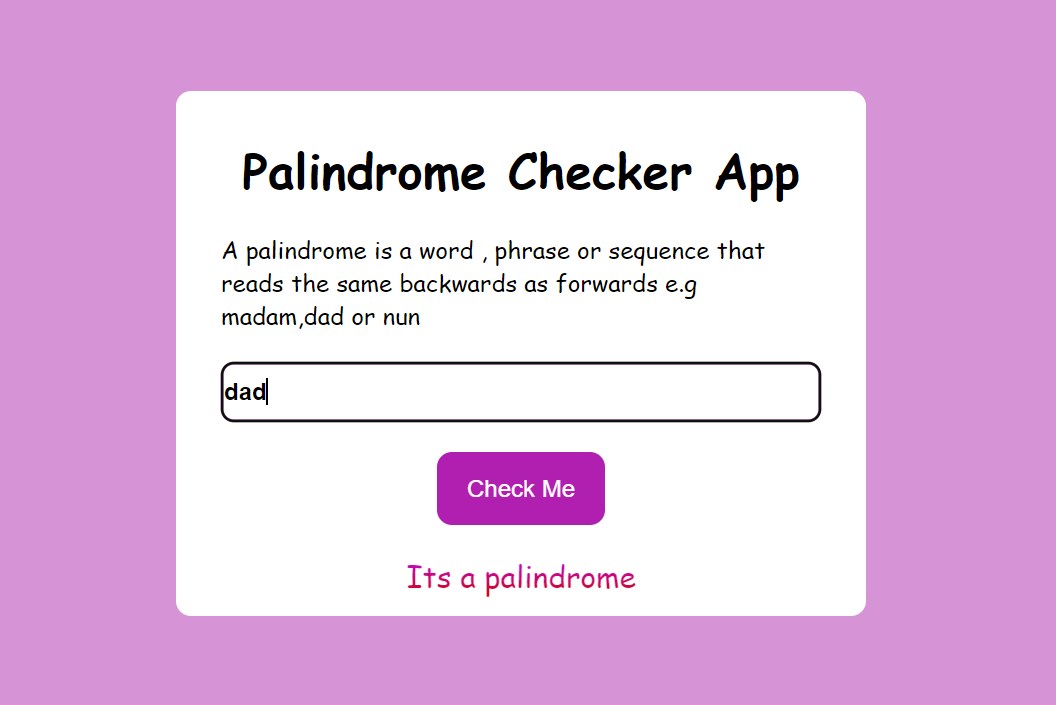 Palindrome Checker App
A palindrome is a word , phrase or sequence that
reads the same backwards as forwards e.g
madam,dad or nun
dad
Check Me
Its a palindrome